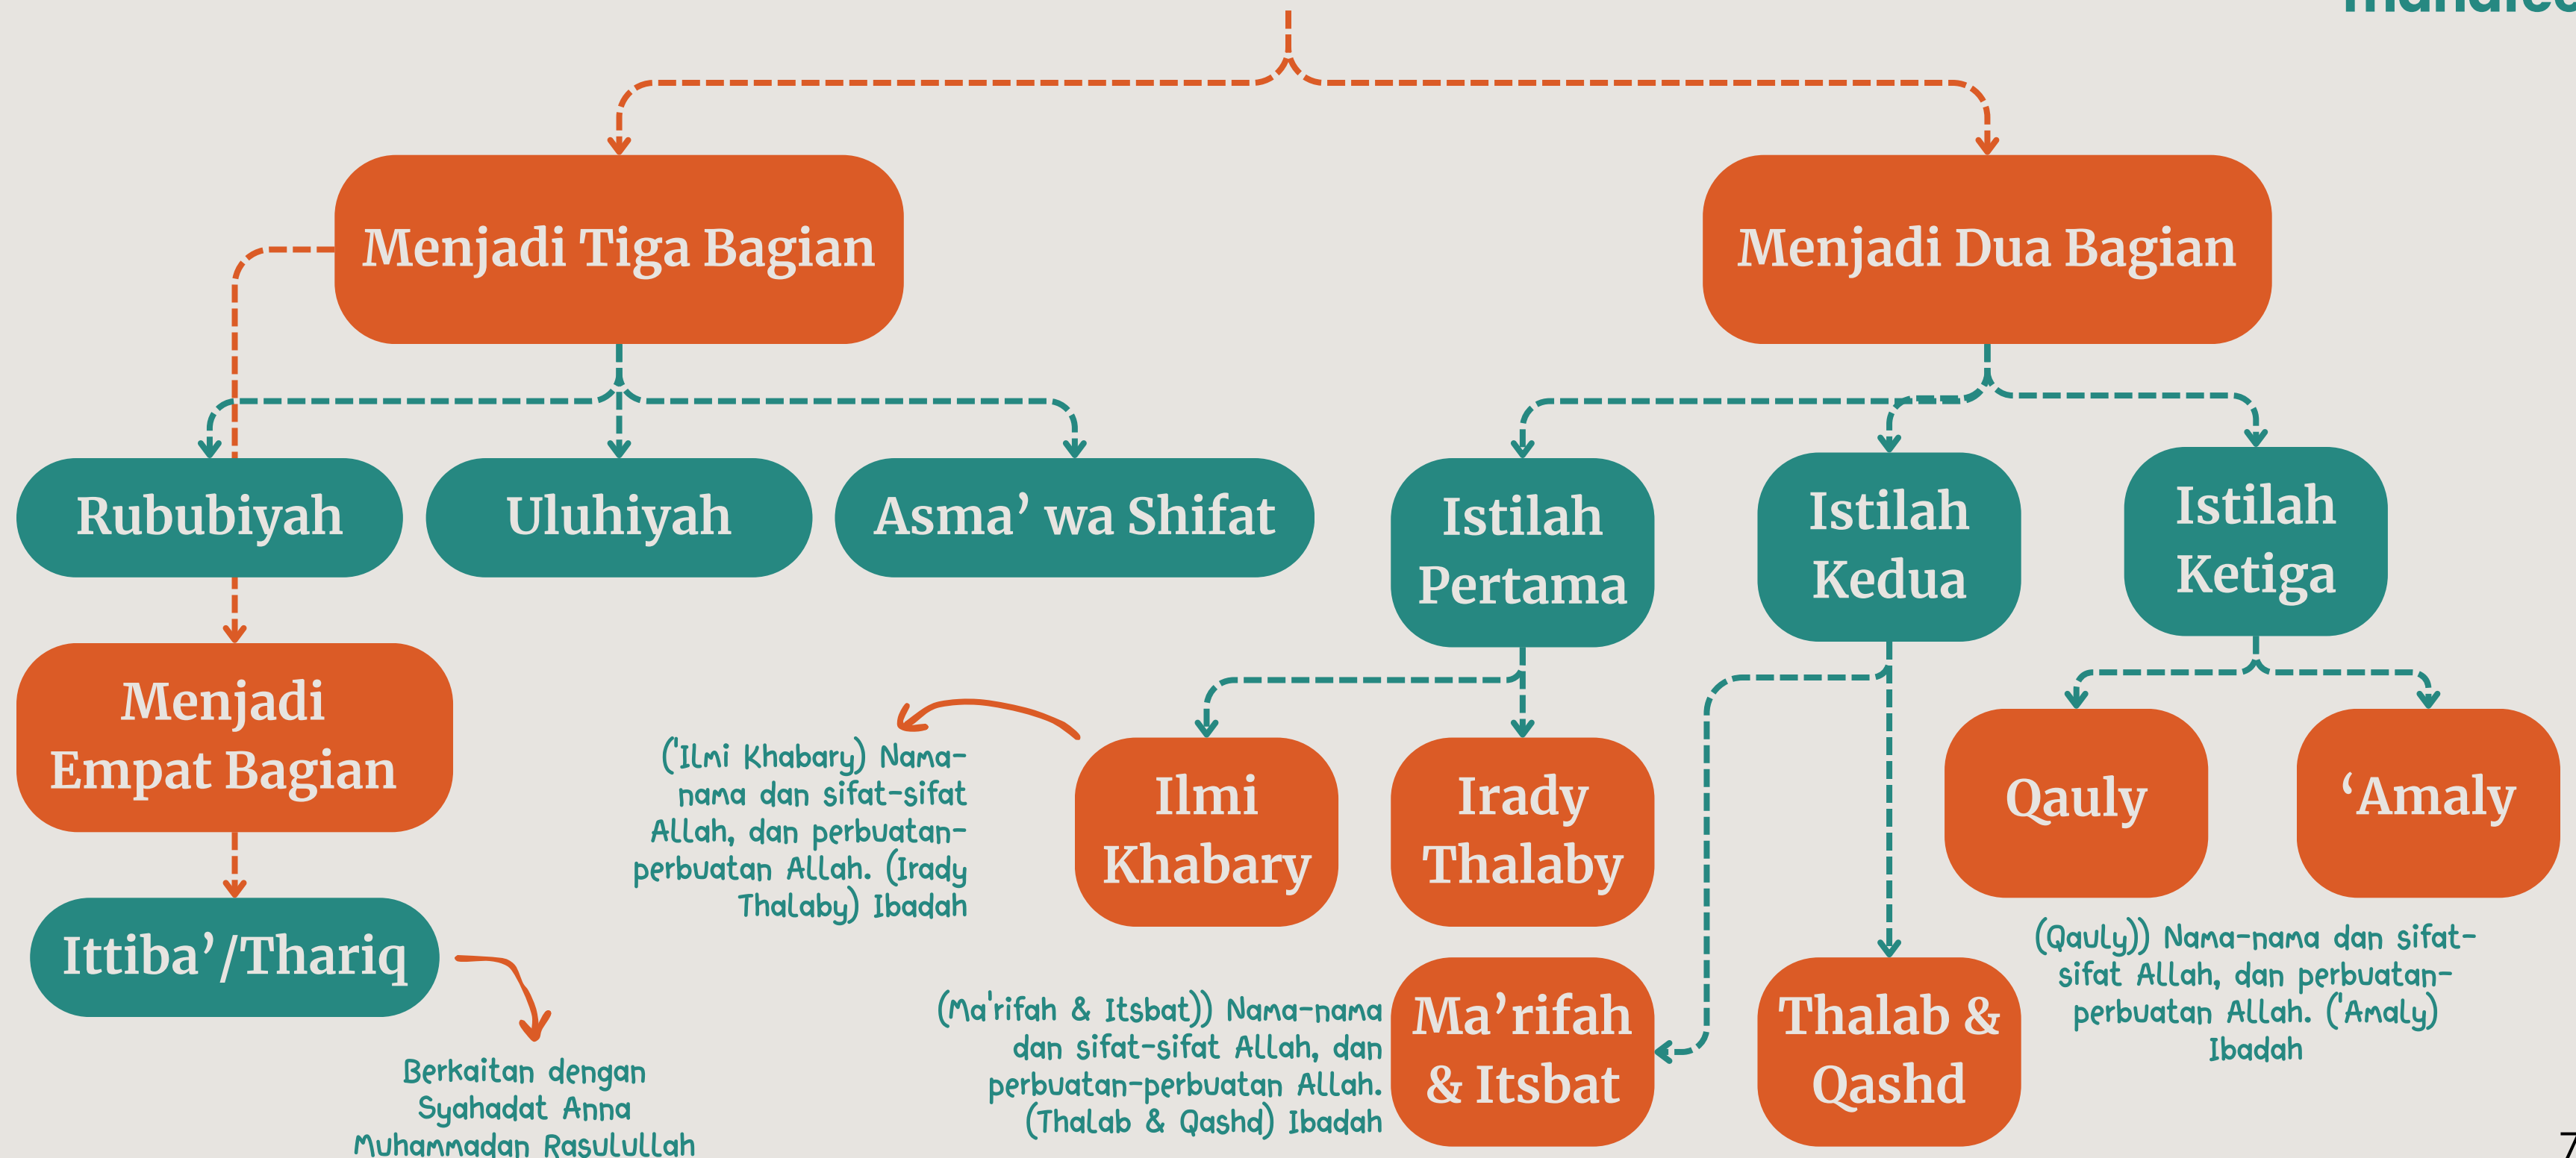 Menjadi Tiga Bagian
Menjadi Dua Bagian
Rububiyah
Uluhiyah
Asma’ wa Shifat
Istilah
Pertama
Istilah
Kedua
Istilah
Ketiga
Menjadi
Empat Bagian
('Ilmi Khabary) Nama-
nama dan sifat-sifat
Allah, dan perbuatan-
perbuatan Allah. (Irady
Thalaby) Ibadah
Ilmi
Khabary
Irady
Thalaby
Qauly
‘Amaly
Ittiba’/Thariq
Berkaitan dengan
Syahadat Anna
Muhammadan Rasulullah
(Ma'rifah & Itsbat)) Nama-nama
dan sifat-sifat Allah, dan
perbuatan-perbuatan Allah.
(Thalab & Qashd) Ibadah
Ma’rifah
& Itsbat
Thalab &
Qashd
(Qauly)) Nama-nama dan sifat-
sifat Allah, dan perbuatan-
perbuatan Allah. ('Amaly)
Ibadah
7